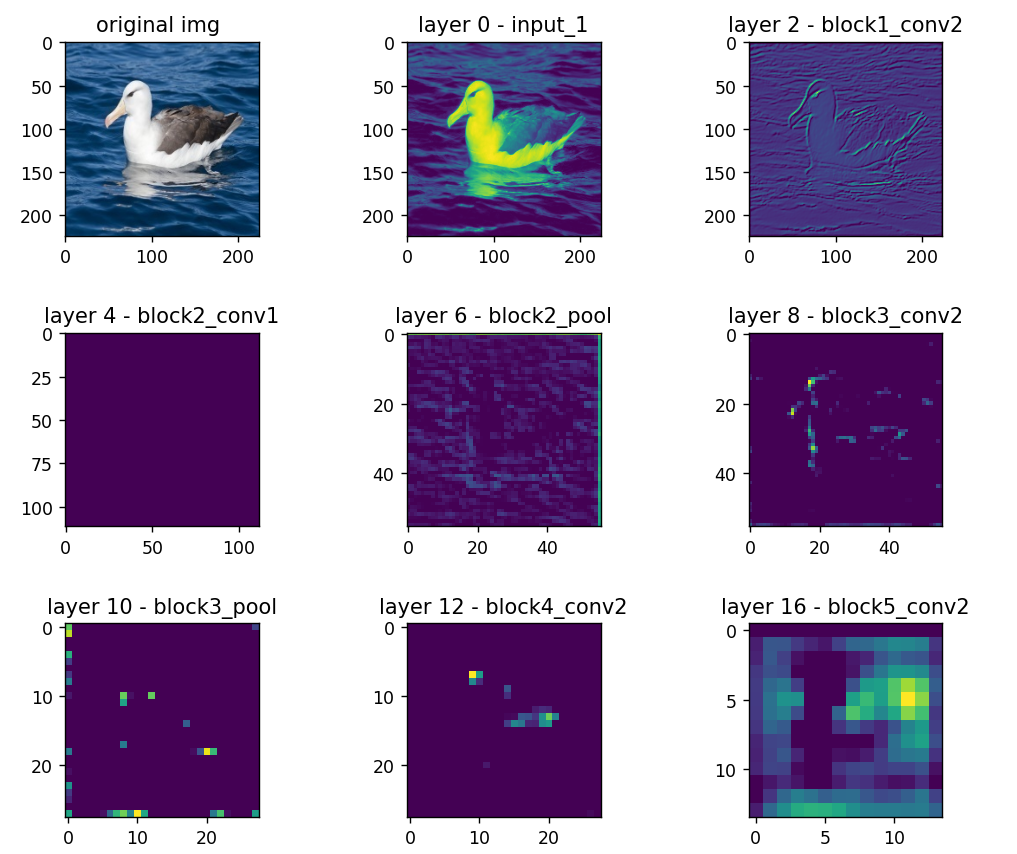 original img
layer 0 - input_1
layer 2 - block1_conv2
0
50
100
150
200
0 100 200
0
50
100
150
200
0 100 200
0
50
100
150
200
0 100 200
layer 4 - block2_conv1
layer 6 - block2_pool
layer 8 - block3_conv2
0
25
50
75
100
0 50 100
0
20
40
0 20 40
0
20
40
0 20 40
layer 10 - block3_pool
layer 12 - block4_conv2
layer 16 - block5_conv2
0
10
20
0 10 20
0
10
20
0 10 20
0
5
10
0 5 10